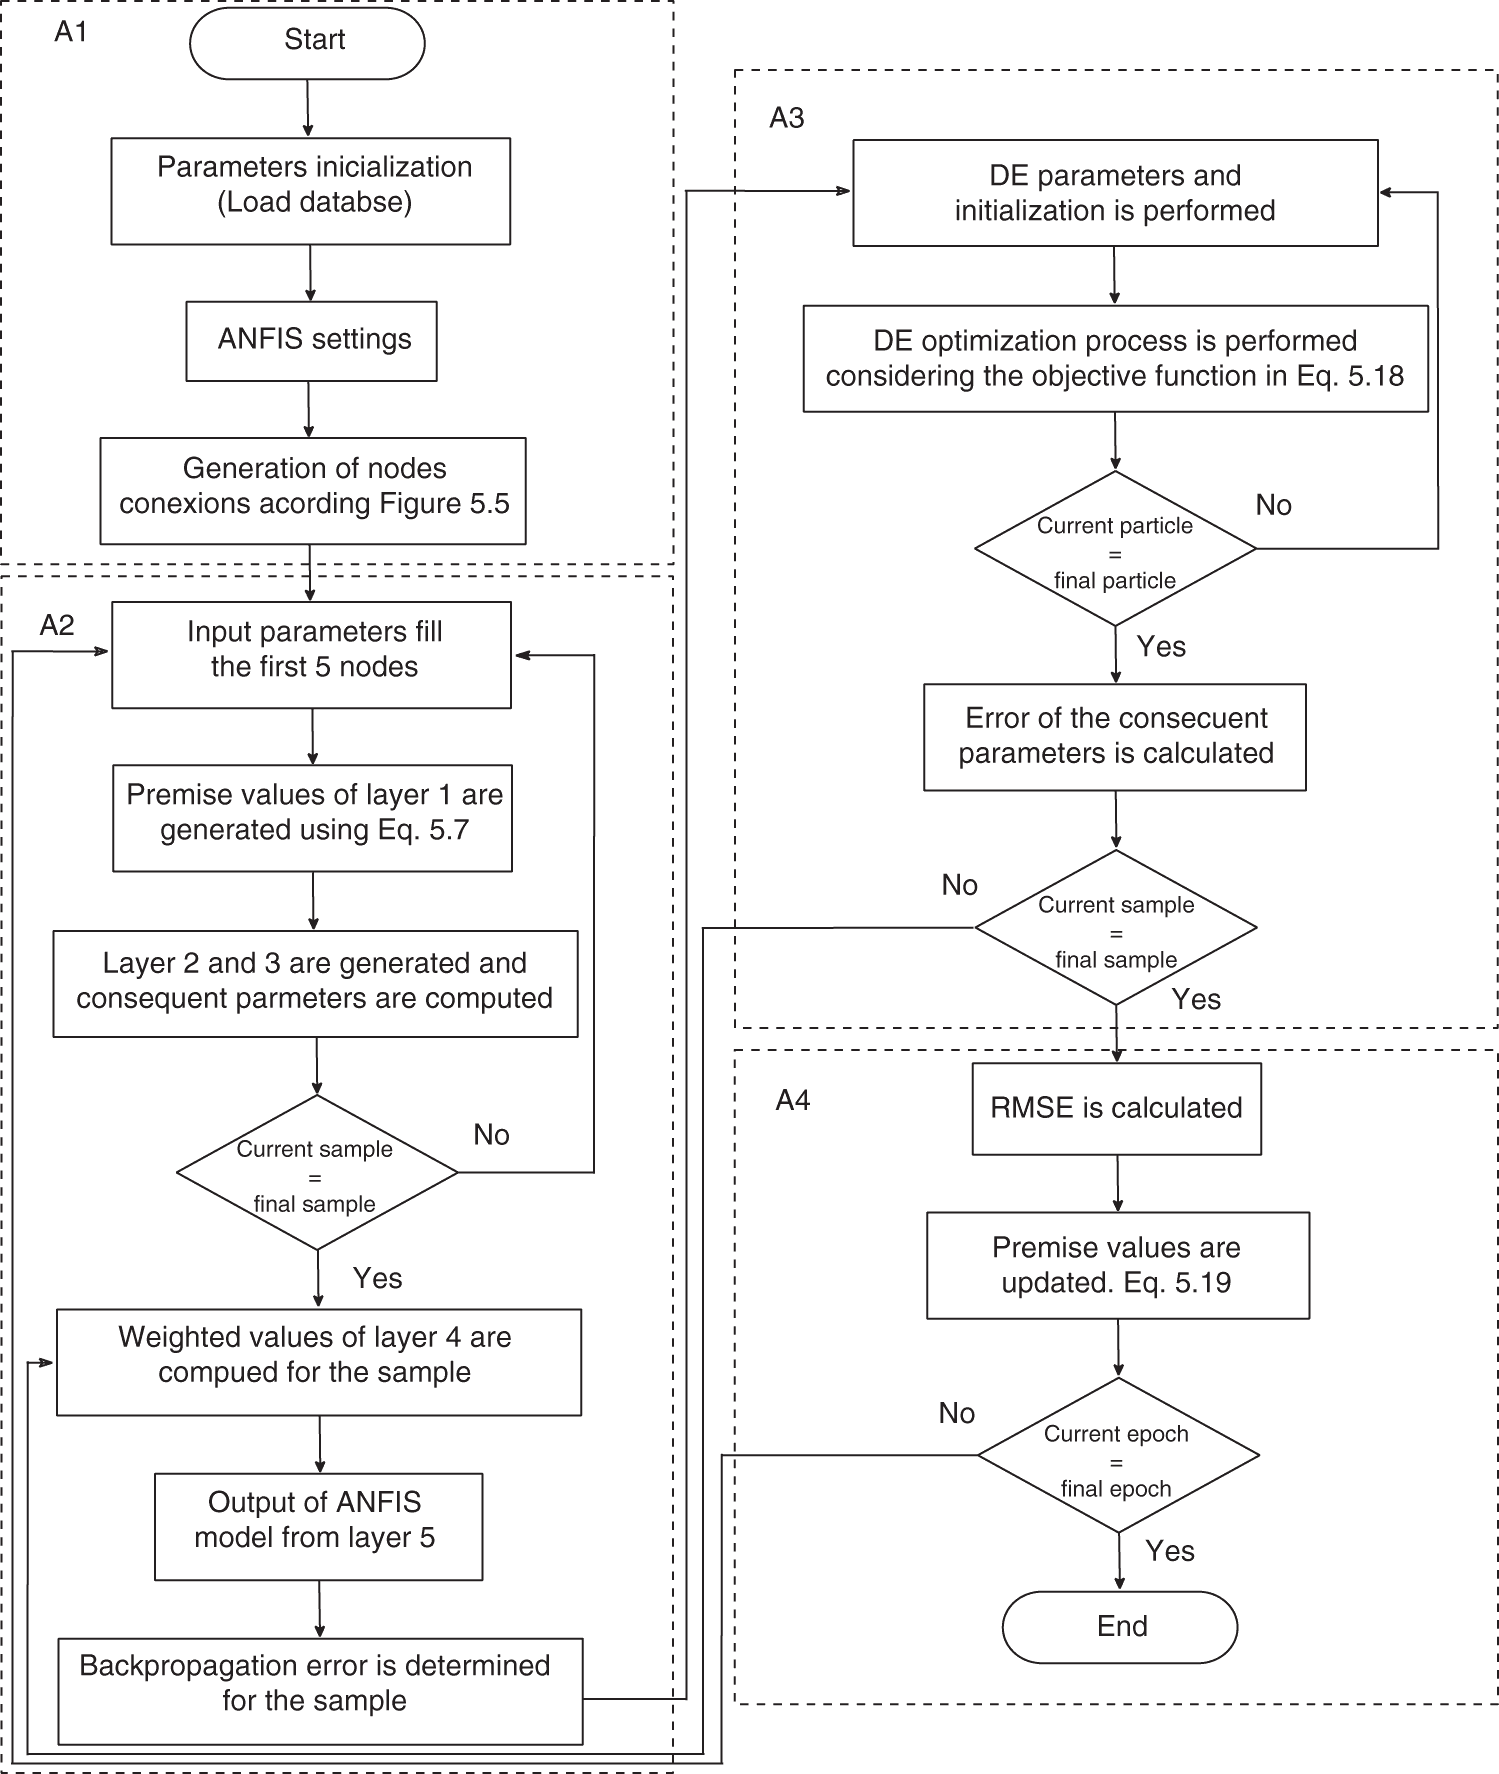 A1
Start
Parameters inicialization
(Load databse)
ANFIS settings
Generation of nodes
conexions acording Figure 5.5
A2
Input parameters fill
the first 5 nodes
Premise values of layer 1 are
generated using Eq. 5.7
Layer 2 and 3 are generated and
consequent parmeters are computed
Current sample
=
final sample
No
Yes
Weighted values of layer 4 are
compued for the sample
Output of ANFIS
model from layer 5
Backpropagation error is determined
for the sample
A3
DE parameters and
initialization is performed
DE optimization process is performed
considering the objective function in Eq. 5.18
Current particle
=
final particle
No
Yes
Error of the consecuent
parameters is calculated
No
Current sample
=
final sample
Yes
A4
RMSE is calculated
Premise values are
updated. Eq. 5.19
No
Current epoch
=
final epoch
Yes
End